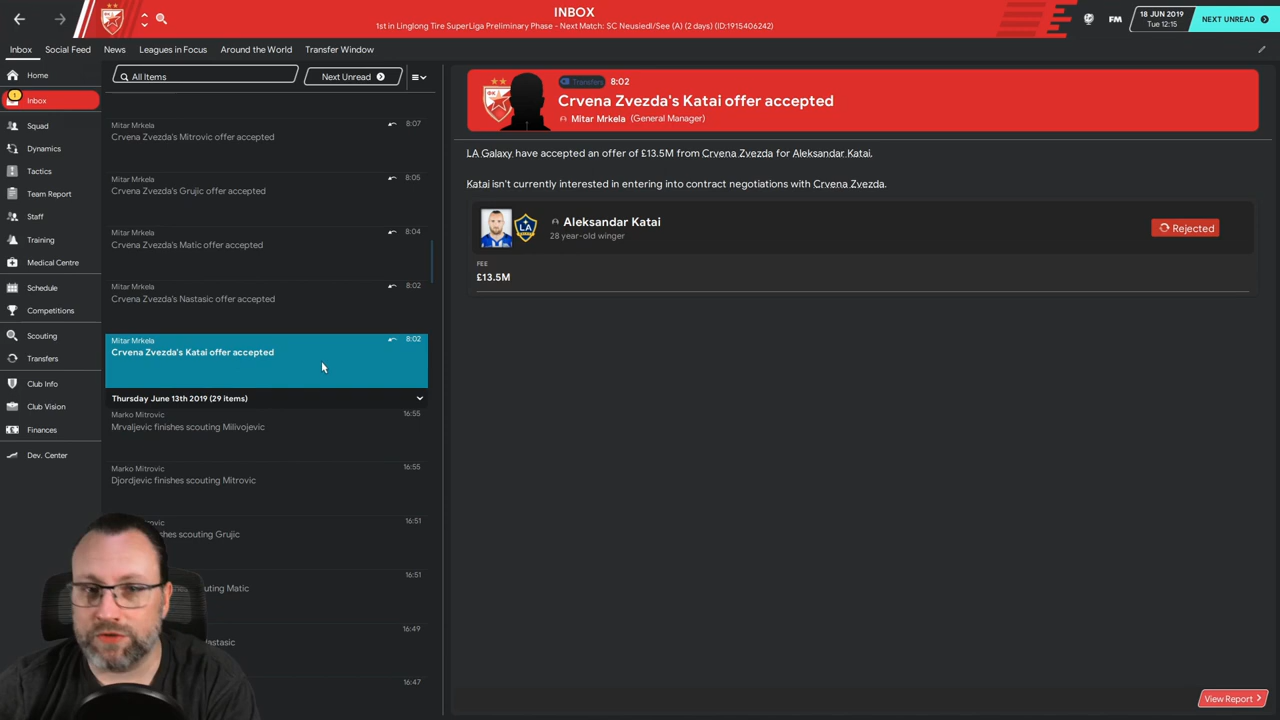 INBOX
1st in Linglong Tire SuperLiga Preliminary Phase - Next Match: SC Neusiedl/See (A) (2 days) (ID:1915406242)
FM
18 JUN 2019
Tue 12:15
NEXT UNREAD
Inbox
Social Feed
News
Leagues in Focus
Around the World
Transfer Window
Home
1
Inbox
Squad
Dynamics
Tactics
Team Report
Staff
Training
Medical Centre
Schedule
Competitions
Scouting
Transfers
Club Info
Club Vision
Finances
Dev. Center
All Items
Next Unread
Mitar Mrkela 8:07
Crvena Zvezda's Mitrovic offer accepted
Mitar Mrkela 8:05
Crvena Zvezda's Grujic offer accepted
Mitar Mrkela 8:04
Crvena Zvezda's Matic offer accepted
Mitar Mrkela 8:02
Crvena Zvezda's Nastasic offer accepted
Mitar Mrkela 8:02
Crvena Zvezda's Katai offer accepted
Thursday June 13th 2019 (29 items)
Marko Mitrovic 16:55
Mrvaljevic finishes scouting Milivojevic
Marko Mitrovic 16:55
Djordjevic finishes scouting Mitrovic
16:51
scouting Grujic
16:51
Matic
16:49
16:47
Transfers 8:02
Crvena Zvezda's Katai offer accepted
Mitar Mrkela (General Manager)
LA Galaxy have accepted an offer of £13.5M from Crvena Zvezda for Aleksandar Katai.
Katai isn't currently interested in entering into contract negotiations with Crvena Zvezda.
Aleksandar Katai
28 year-old winger
Rejected
FEE
£13.5M
View Report